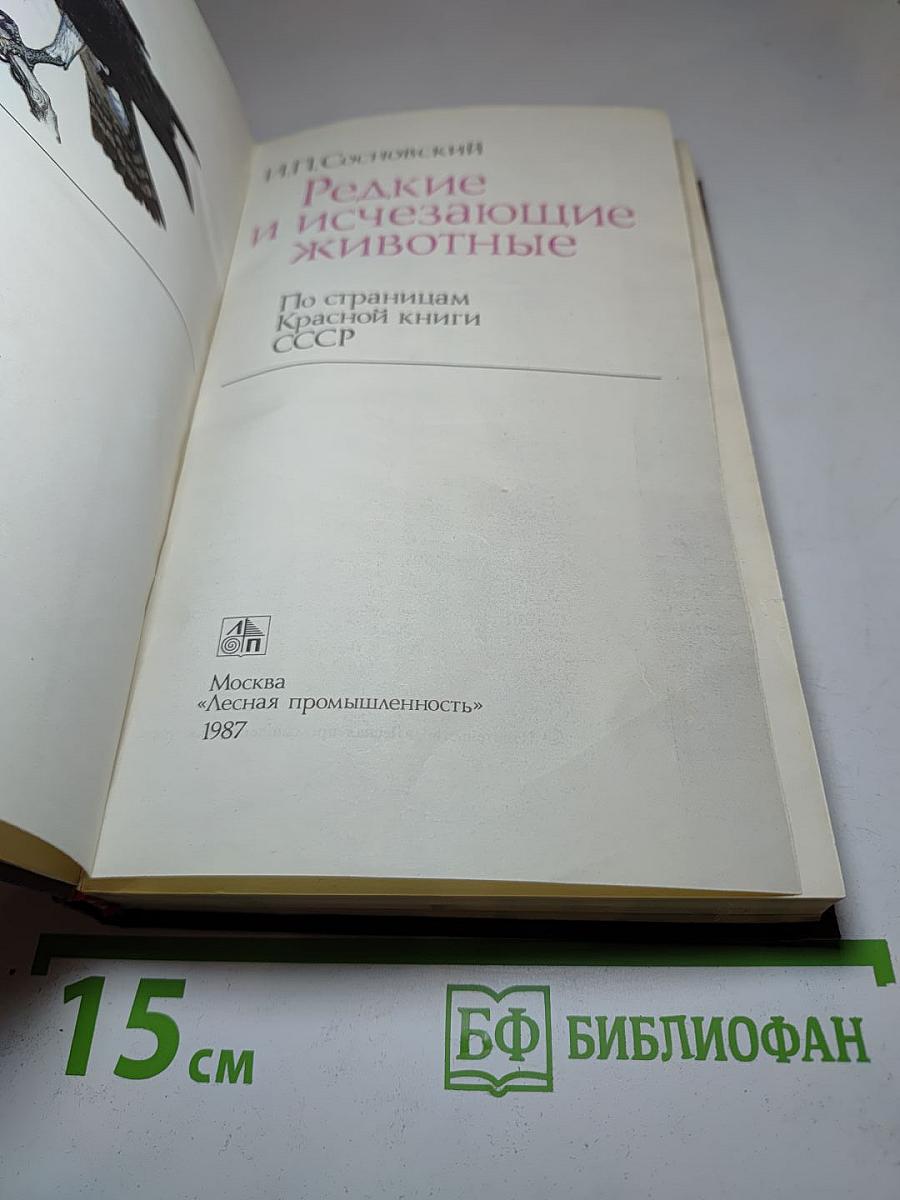 И.П.Сосновский
Редкие
и исчезающие
животные
По страницам
Красной книги
СССР
ЛП
Москва
«Лесная промышленность»
1987
15 см
БФ БИБЛИОФАН